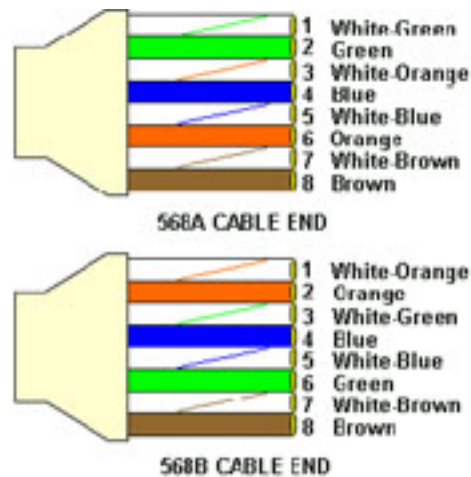 1 White-Green
2 Green
3 White-Orange
4 Blue
5 White-Blue
6 Orange
7 White-Brown
8 Brown
568A CABLE END
1 White-Orange
2 Orange
3 White-Green
4 Blue
5 White-Blue
6 Green
7 White-Brown
8 Brown
568B CABLE END